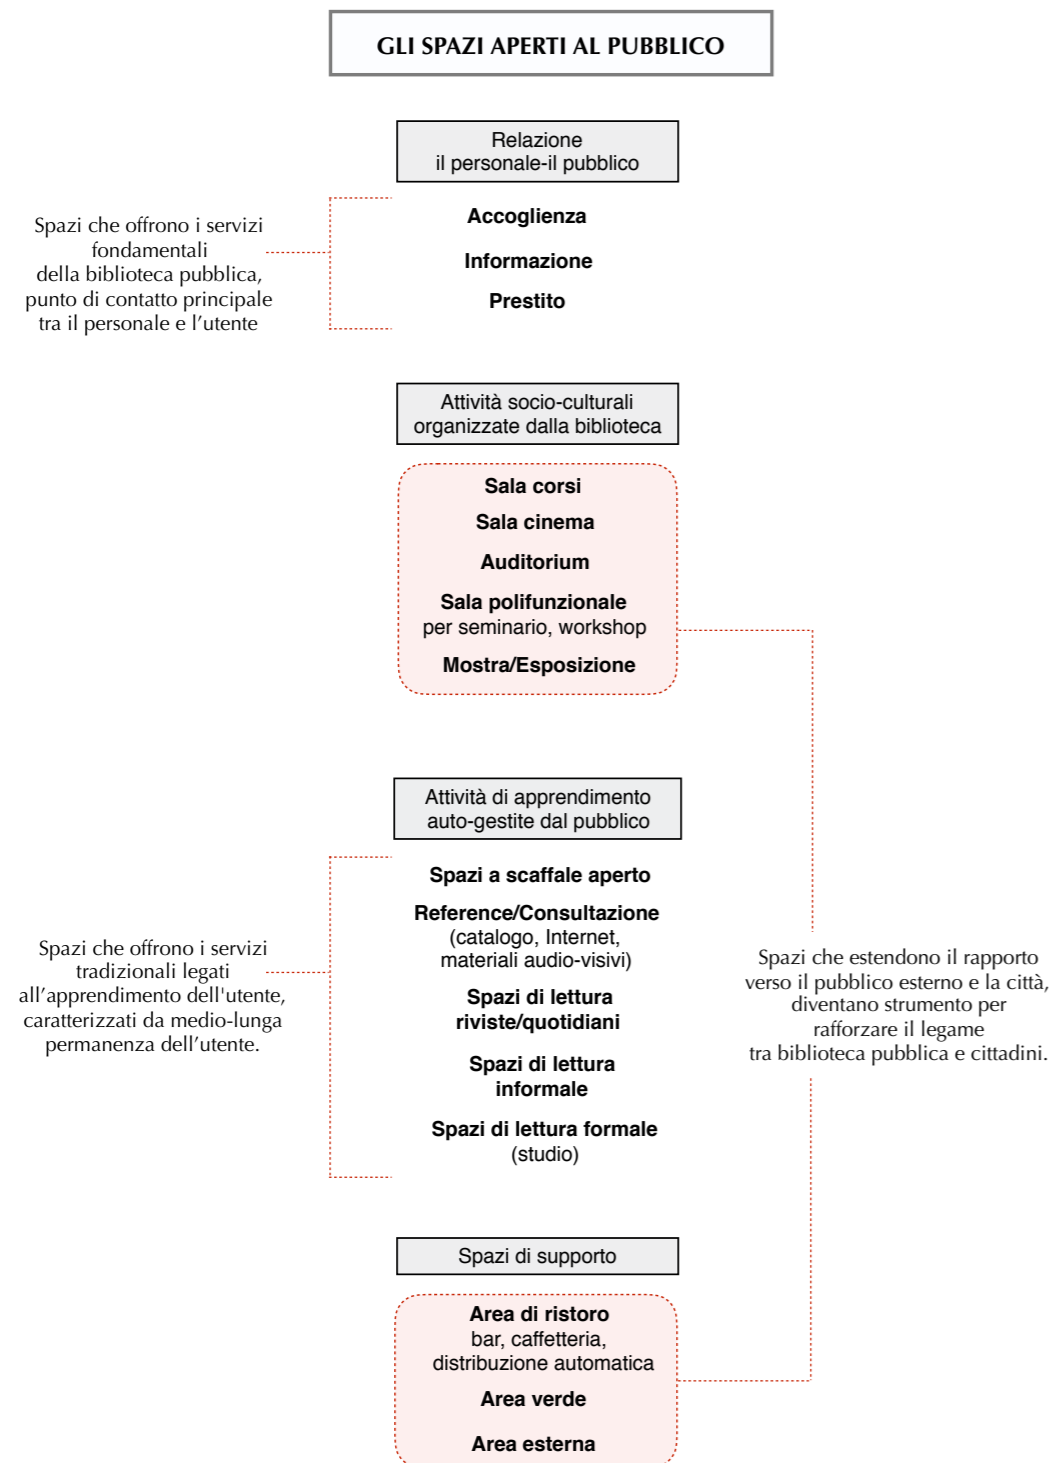 GLI SPAZI APERTI AL PUBBLICO
Relazione
il personale-il pubblico
Spazi che offrono i servizi
fondamentali
della biblioteca pubblica,
punto di contatto principale
tra il personale e l’utente
Accoglienza
Informazione
Prestito
Attività socio-culturali
organizzate dalla biblioteca
Sala corsi
Sala cinema
Auditorium
Sala polifunzionale
per seminario, workshop
Mostra/Esposizione
Attività di apprendimento
auto-gestite dal pubblico
Spazi che offrono i servizi
tradizionali legati
all’apprendimento dell'utente,
caratterizzati da medio-lunga
permanenza dell’utente.
Spazi a scaffale aperto
Reference/Consultazione
(catalogo, Internet,
materiali audio-visivi)
Spazi di lettura
riviste/quotidiani
Spazi di lettura
informale
Spazi di lettura formale
(studio)
Spazi che estendono il rapporto
verso il pubblico esterno e la città,
diventano strumento per
rafforzare il legame
tra biblioteca pubblica e cittadini.
Spazi di supporto
Area di ristoro
bar, caffetteria,
distribuzione automatica
Area verde
Area esterna